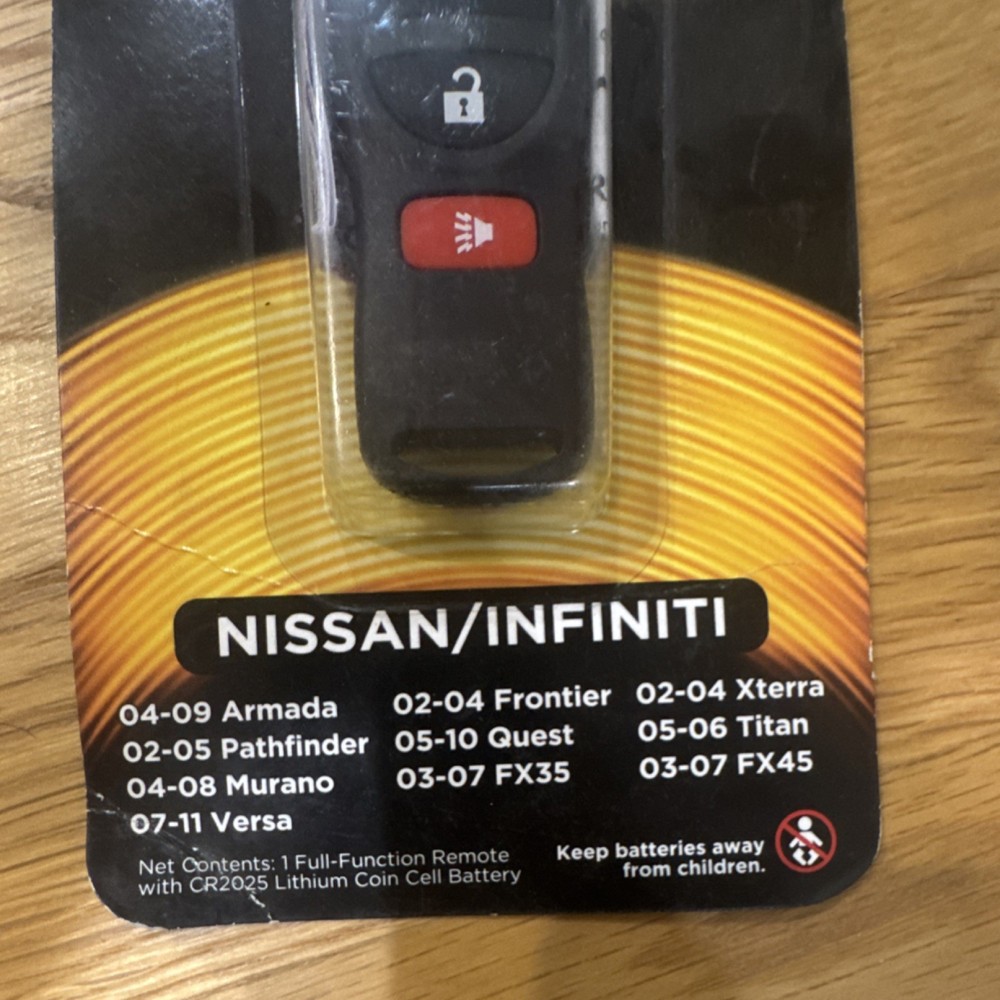 NISSAN/INFINITI
04-09 Armada
02-05 Pathfinder
04-08 Murano
07-11 Versa
02-04 Frontier
05-10 Quest
03-07 FX35
02-04 Xterra
05-06 Titan
03-07 FX45
Net Contents: 1 Full-Function Remote
with CR2025 Lithium Coin Cell Battery
Keep batteries away
from children.